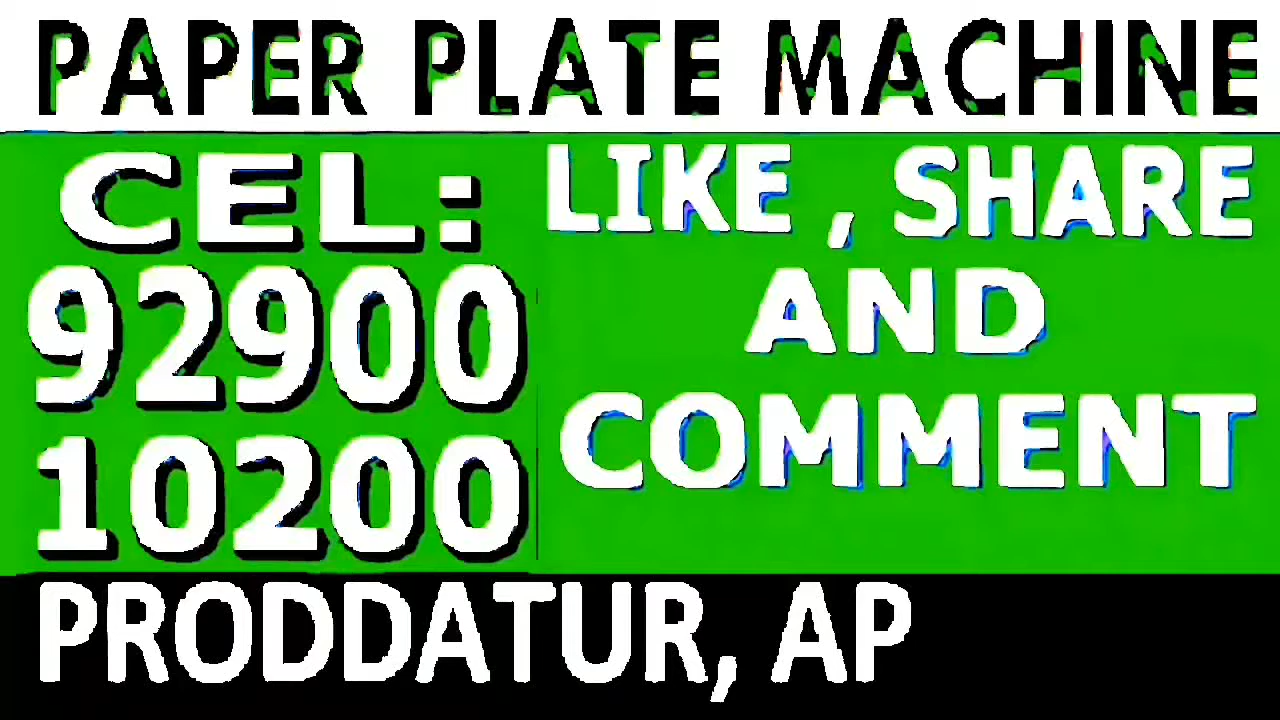 PAPER PLATE MACHINE
CEL:
92900
10200
LIKE , SHARE
AND
COMMENT
PRODDATUR, AP